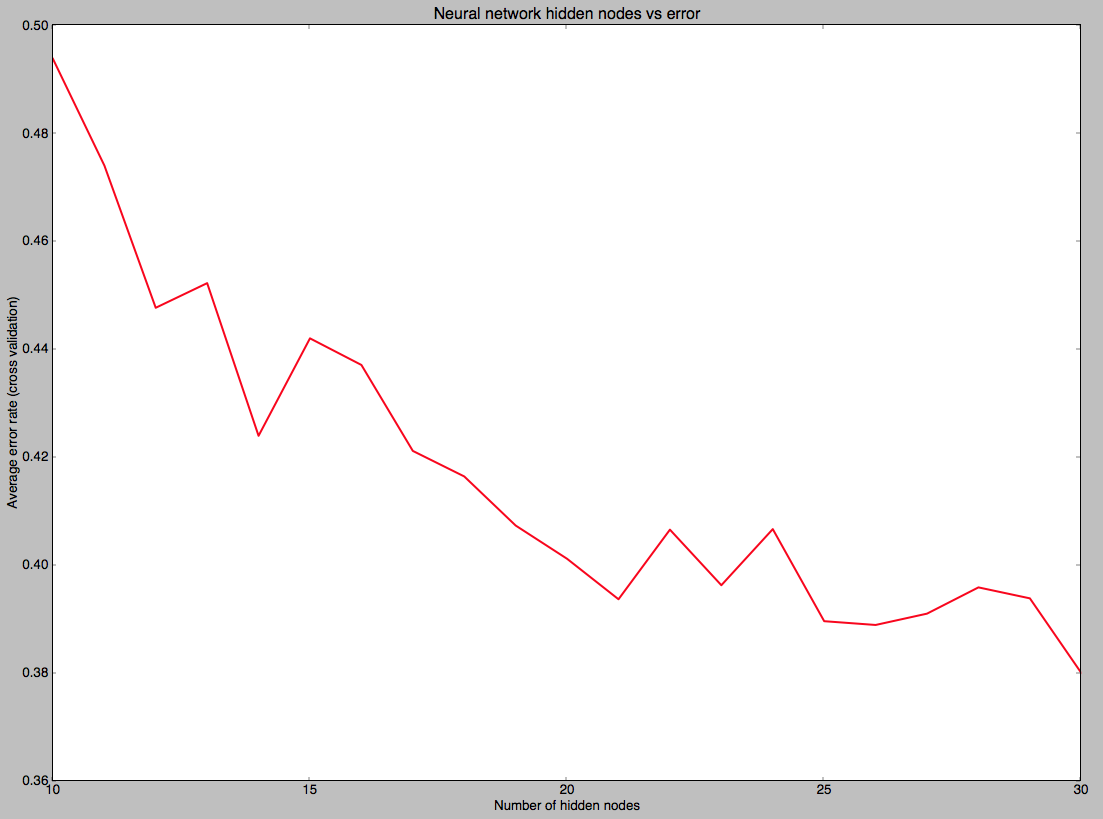 Neural network hidden nodes vs error
0.50
0.48
0.46
0.44
0.42
0.40
0.38
0.36
Average error rate (cross validation)
10 15 20 25 30
Number of hidden nodes